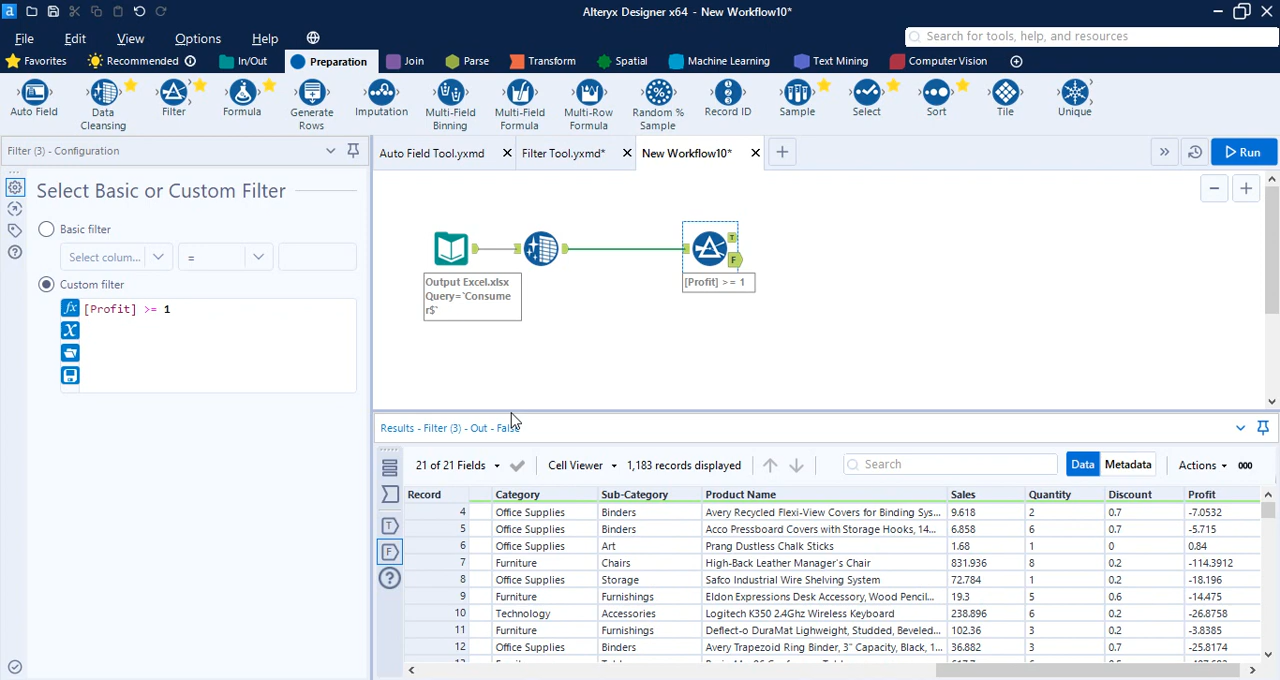 a Alteryx Designer x64 - New Workflow10*
File Edit View Options Help Search for tools, help, and resources
Favorites Recommended In/Out Preparation Join Parse Transform Spatial Machine Learning Text Mining Computer Vision
Auto Field Data Cleansing Filter Formula Generate Rows Imputation Multi-Field Binning Multi-Field Formula Multi-Row Formula Random % Sample Record ID Sample Select Sort Tile Unique
Filter (3) - Configuration
Auto Field Tool.yxmd Filter Tool.yxmd* New Workflow10* Run
Select Basic or Custom Filter
Basic filter
Select colum... =
Custom filter
[Profit] >= 1
T
F
Output Excel.xlsx
Query=`Consume
r$`
[Profit] >= 1
Results - Filter (3) - Out - False
21 of 21 Fields Cell Viewer 1,183 records displayed Search Data Metadata Actions 000
Record Category Sub-Category Product Name Sales Quantity Discount Profit
4 Office Supplies Binders Avery Recycled Flexi-View Covers for Binding Sys... 9.618 2 0.7 -7.0532
5 Office Supplies Binders Acco Pressboard Covers with Storage Hooks, 14... 6.858 6 0.7 -5.715
6 Office Supplies Art Prang Dustless Chalk Sticks 1.68 1 0 0.84
7 Furniture Chairs High-Back Leather Manager's Chair 831.936 8 0.2 -114.3912
8 Office Supplies Storage Safco Industrial Wire Shelving System 72.784 1 0.2 -18.196
9 Furniture Furnishings Eldon Expressions Desk Accessory, Wood Pencil... 19.3 5 0.6 -14.475
10 Technology Accessories Logitech K350 2.4Ghz Wireless Keyboard 238.896 6 0.2 -26.8758
11 Furniture Furnishings Deflect-o DuraMat Lighweight, Studded, Beveled... 102.36 3 0.2 -3.8385
12 Office Supplies Binders Avery Trapezoid Ring Binder, 3" Capacity, Black, 1... 36.882 3 0.7 -25.8174